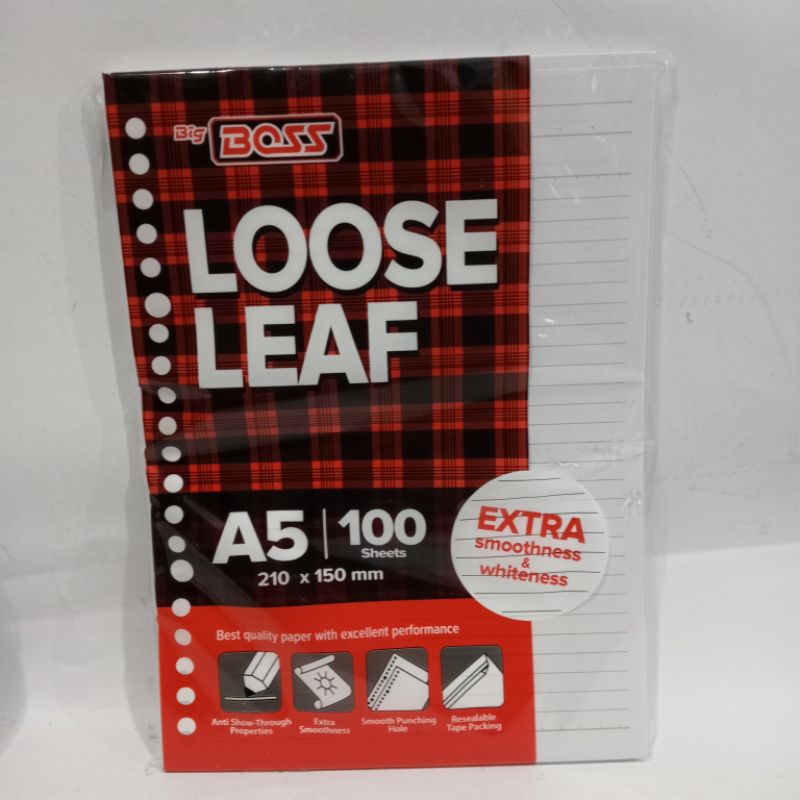 Big BOSS
LOOSE
LEAF
A5 | 100
Sheets
210 x 150 mm
EXTRA
smoothness
&
whiteness
Best quality paper with excellent performance
Anti Show-Through
Properties
Extra
Smoothness
Smooth Punching
Hole
Resealable
Tape Packing